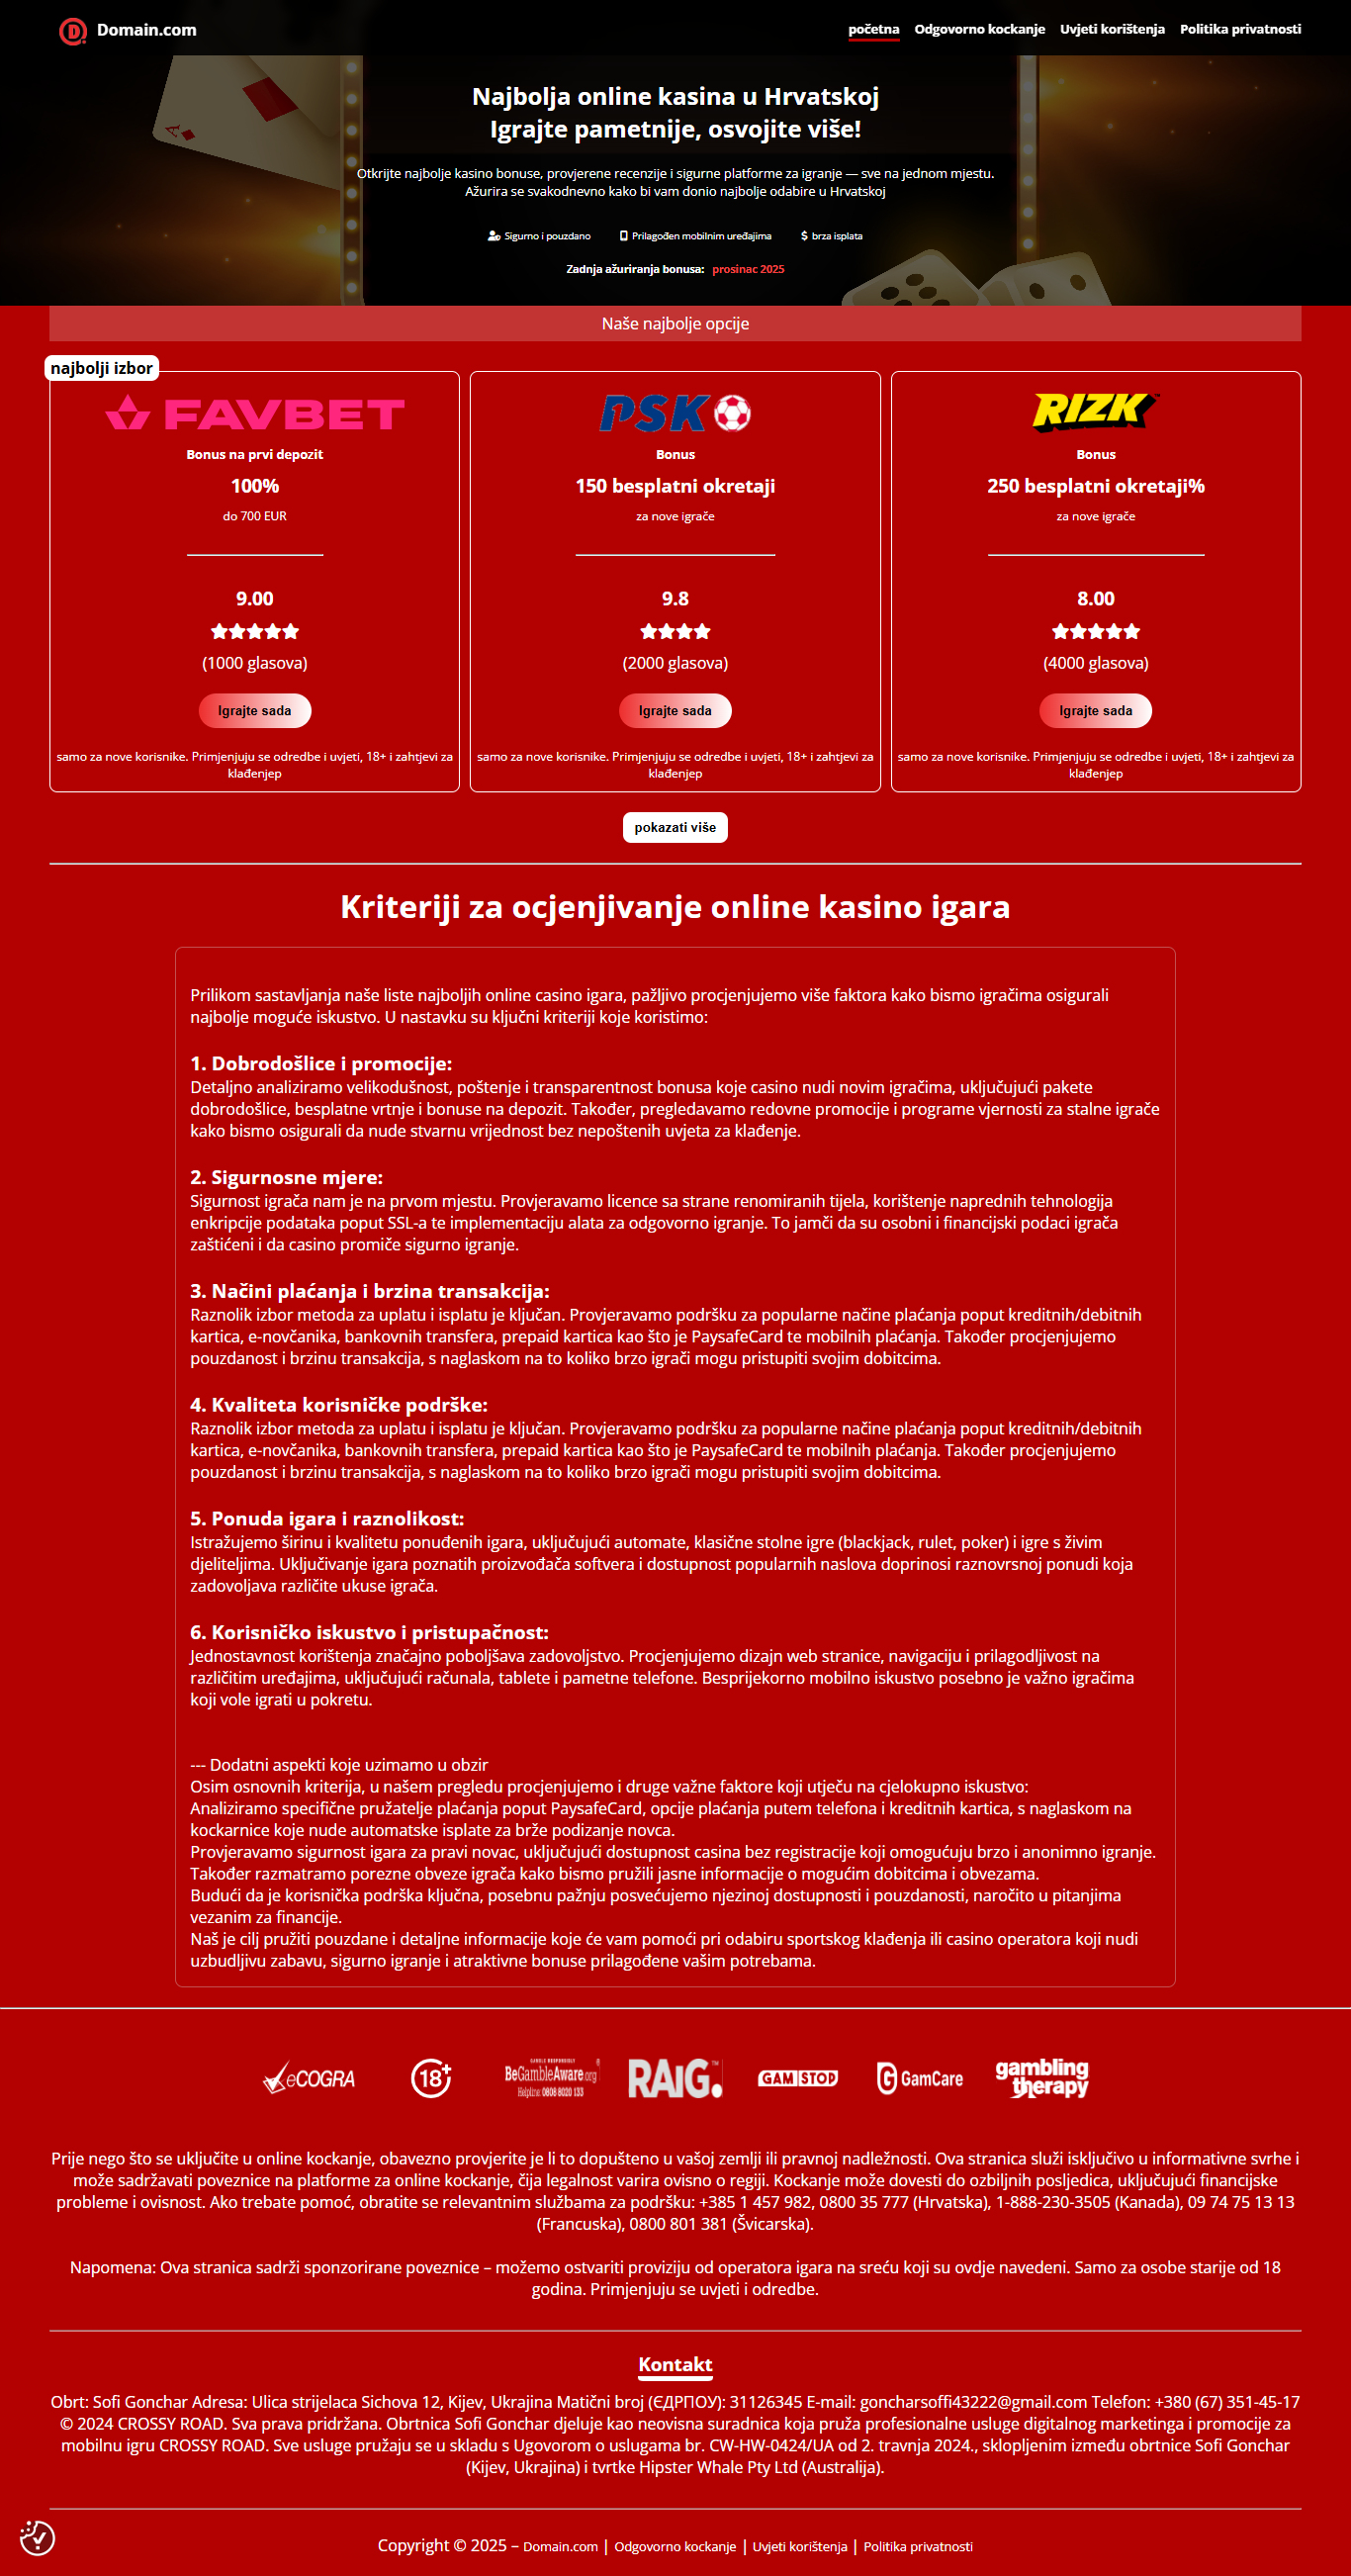 Domain.com
početna Odgovorno kockanje Uvjeti korištenja Politika privatnosti
Najbolja online kasina u Hrvatskoj
Igrajte pametnije, osvojite više!
Otkrijte najbolje kasino bonuse, provjerene recenzije i sigurne platforme za igranje — sve na jednom mjestu.
Ažurira se svakodnevno kako bi vam donio najbolje odabire u Hrvatskoj
Sigurno i pouzdano Prilagođen mobilnim uređajima brza isplata
Zadnja ažuriranja bonusa: prosinac 2025
Naše najbolje opcije
najbolji izbor
FAVBET
Bonus na prvi depozit
100%
do 700 EUR
9.00
(1000 glasova)
Igrajte sada
samo za nove korisnike. Primjenjuju se odredbe i uvjeti, 18+ i zahtjevi za
klađenjep
PSK
Bonus
150 besplatni okretaji
za nove igrače
9.8
(2000 glasova)
Igrajte sada
samo za nove korisnike. Primjenjuju se odredbe i uvjeti, 18+ i zahtjevi za
klađenjep
RIZK
Bonus
250 besplatni okretaji%
za nove igrače
8.00
(4000 glasova)
Igrajte sada
samo za nove korisnike. Primjenjuju se odredbe i uvjeti, 18+ i zahtjevi za
klađenjep
pokazati više
Kriteriji za ocjenjivanje online kasino igara
Prilikom sastavljanja naše liste najboljih online casino igara, pažljivo procjenjujemo više faktora kako bismo igračima osigurali
najbolje moguće iskustvo. U nastavku su ključni kriteriji koje koristimo:
1. Dobrodošlice i promocije:
Detaljno analiziramo velikodušnost, poštenje i transparentnost bonusa koje casino nudi novim igračima, uključujući pakete
dobrodošlice, besplatne vrtnje i bonuse na depozit. Također, pregledavamo redovne promocije i programe vjernosti za stalne igrače
kako bismo osigurali da nude stvarnu vrijednost bez nepoštenih uvjeta za klađenje.
2. Sigurnosne mjere:
Sigurnost igrača nam je na prvom mjestu. Provjeravamo licence sa strane renomiranih tijela, korištenje naprednih tehnologija
enkripcije podataka poput SSL-a te implementaciju alata za odgovorno igranje. To jamči da su osobni i financijski podaci igrača
zaštićeni i da casino promiče sigurno igranje.
3. Načini plaćanja i brzina transakcija:
Raznolik izbor metoda za uplatu i isplatu je ključan. Provjeravamo podršku za popularne načine plaćanja poput kreditnih/debitnih
kartica, e-novčanika, bankovnih transfera, prepaid kartica kao što je PaysafeCard te mobilnih plaćanja. Također procjenjujemo
pouzdanost i brzinu transakcija, s naglaskom na to koliko brzo igrači mogu pristupiti svojim dobitcima.
4. Kvaliteta korisničke podrške:
Raznolik izbor metoda za uplatu i isplatu je ključan. Provjeravamo podršku za popularne načine plaćanja poput kreditnih/debitnih
kartica, e-novčanika, bankovnih transfera, prepaid kartica kao što je PaysafeCard te mobilnih plaćanja. Također procjenjujemo
pouzdanost i brzinu transakcija, s naglaskom na to koliko brzo igrači mogu pristupiti svojim dobitcima.
5. Ponuda igara i raznolikost:
Istražujemo širinu i kvalitetu ponuđenih igara, uključujući automate, klasične stolne igre (blackjack, rulet, poker) i igre s živim
djeliteljima. Uključivanje igara poznatih proizvođača softvera i dostupnost popularnih naslova doprinosi raznovrsnoj ponudi koja
zadovoljava različite ukuse igrača.
6. Korisničko iskustvo i pristupačnost:
Jednostavnost korištenja značajno poboljšava zadovoljstvo. Procjenjujemo dizajn web stranice, navigaciju i prilagodljivost na
različitim uređajima, uključujući računala, tablete i pametne telefone. Besprijekorno mobilno iskustvo posebno je važno igračima
koji vole igrati u pokretu.
--- Dodatni aspekti koje uzimamo u obzir
Osim osnovnih kriterija, u našem pregledu procjenjujemo i druge važne faktore koji utječu na cjelokupno iskustvo:
Analiziramo specifične pružatelje plaćanja poput PaysafeCard, opcije plaćanja putem telefona i kreditnih kartica, s naglaskom na
kockarnice koje nude automatske isplate za brže podizanje novca.
Provjeravamo sigurnost igara za pravi novac, uključujući dostupnost casina bez registracije koji omogućuju brzo i anonimno igranje.
Također razmatramo porezne obveze igrača kako bismo pružili jasne informacije o mogućim dobitcima i obvezama.
Budući da je korisnička podrška ključna, posebnu pažnju posvećujemo njezinoj dostupnosti i pouzdanosti, naročito u pitanjima
vezanim za financije.
Naš je cilj pružiti pouzdane i detaljne informacije koje će vam pomoći pri odabiru sportskog klađenja ili casino operatora koji nudi
uzbudljivu zabavu, sigurno igranje i atraktivne bonuse prilagođene vašim potrebama.
eCOGRA
18+
GAMBLE RESPONSIBLY
BeGambleAware.org
Helpline: 0808 8020 133
RAiG.
GAMSTOP
GamCare
gambling
therapy
Prije nego što se uključite u online kockanje, obavezno provjerite je li to dopušteno u vašoj zemlji ili pravnoj nadležnosti. Ova stranica služi isključivo u informativne svrhe i
može sadržavati poveznice na platforme za online kockanje, čija legalnost varira ovisno o regiji. Kockanje može dovesti do ozbiljnih posljedica, uključujući financijske
probleme i ovisnost. Ako trebate pomoć, obratite se relevantnim službama za podršku: +385 1 457 982, 0800 35 777 (Hrvatska), 1-888-230-3505 (Kanada), 09 74 75 13 13
(Francuska), 0800 801 381 (Švicarska).
Napomena: Ova stranica sadrži sponzorirane poveznice – možemo ostvariti proviziju od operatora igara na sreću koji su ovdje navedeni. Samo za osobe starije od 18
godina. Primjenjuju se uvjeti i odredbe.
Kontakt
Obrt: Sofi Gonchar Adresa: Ulica strijelaca Sichova 12, Kijev, Ukrajina Matični broj (ЄДРПОУ): 31126345 E-mail: goncharsoffi43222@gmail.com Telefon: +380 (67) 351-45-17
© 2024 CROSSY ROAD. Sva prava pridržana. Obrtnica Sofi Gonchar djeluje kao neovisna suradnica koja pruža profesionalne usluge digitalnog marketinga i promocije za
mobilnu igru CROSSY ROAD. Sve usluge pružaju se u skladu s Ugovorom o uslugama br. CW-HW-0424/UA od 2. travnja 2024., sklopljenim između obrtnice Sofi Gonchar
(Kijev, Ukrajina) i tvrtke Hipster Whale Pty Ltd (Australija).
Copyright © 2025 – Domain.com | Odgovorno kockanje | Uvjeti korištenja | Politika privatnosti